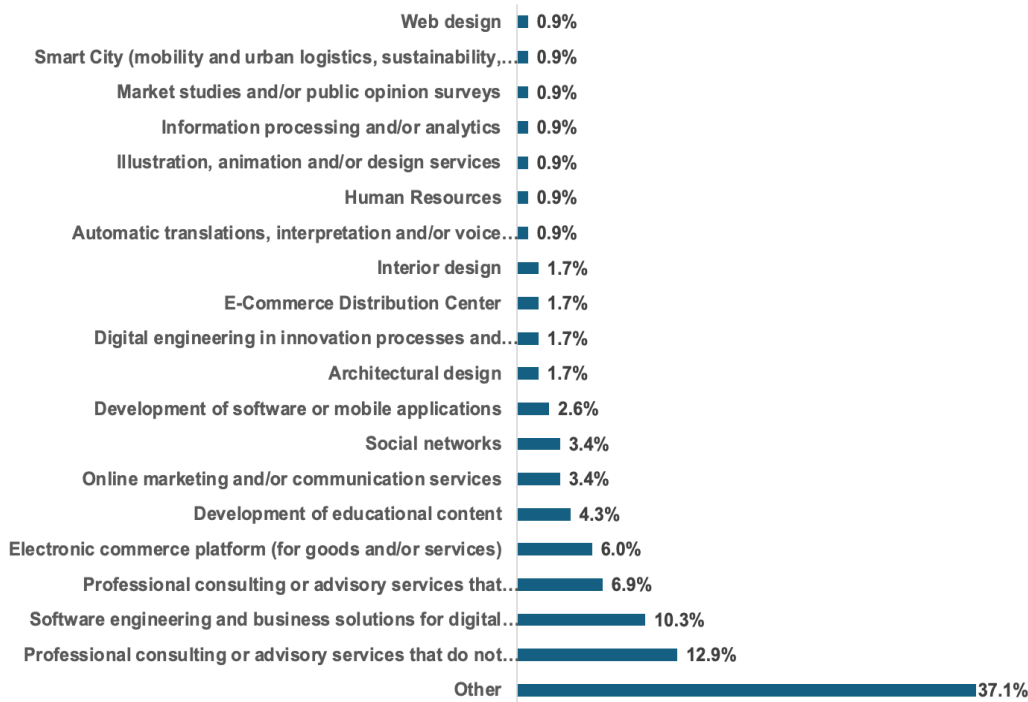 Web design 0.9%
Smart City (mobility and urban logistics, sustainability,... 0.9%
Market studies and/or public opinion surveys 0.9%
Information processing and/or analytics 0.9%
Illustration, animation and/or design services 0.9%
Human Resources 0.9%
Automatic translations, interpretation and/or voice... 0.9%
Interior design 1.7%
E-Commerce Distribution Center 1.7%
Digital engineering in innovation processes and... 1.7%
Architectural design 1.7%
Development of software or mobile applications 2.6%
Social networks 3.4%
Online marketing and/or communication services 3.4%
Development of educational content 4.3%
Electronic commerce platform (for goods and/or services) 6.0%
Professional consulting or advisory services that... 6.9%
Software engineering and business solutions for digital... 10.3%
Professional consulting or advisory services that do not... 12.9%
Other 37.1%